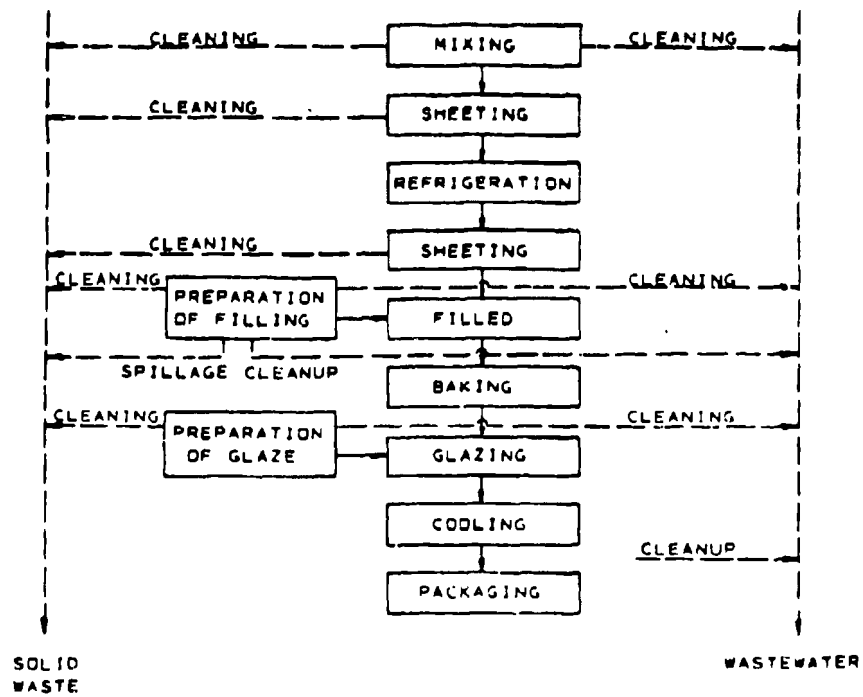 CLEANING
MIXING
CLEANING
CLEANING
SHEETING
REFRIGERATION
CLEANING
SHEETING
CLEANING
CLEANING
PREPARATION
OF FILLING
FILLED
SPILLAGE CLEANUP
BAKING
CLEANING
CLEANING
PREPARATION
OF GLAZE
GLAZING
COOLING
CLEANUP
PACKAGING
SOLID
WASTE
WASTEWATER